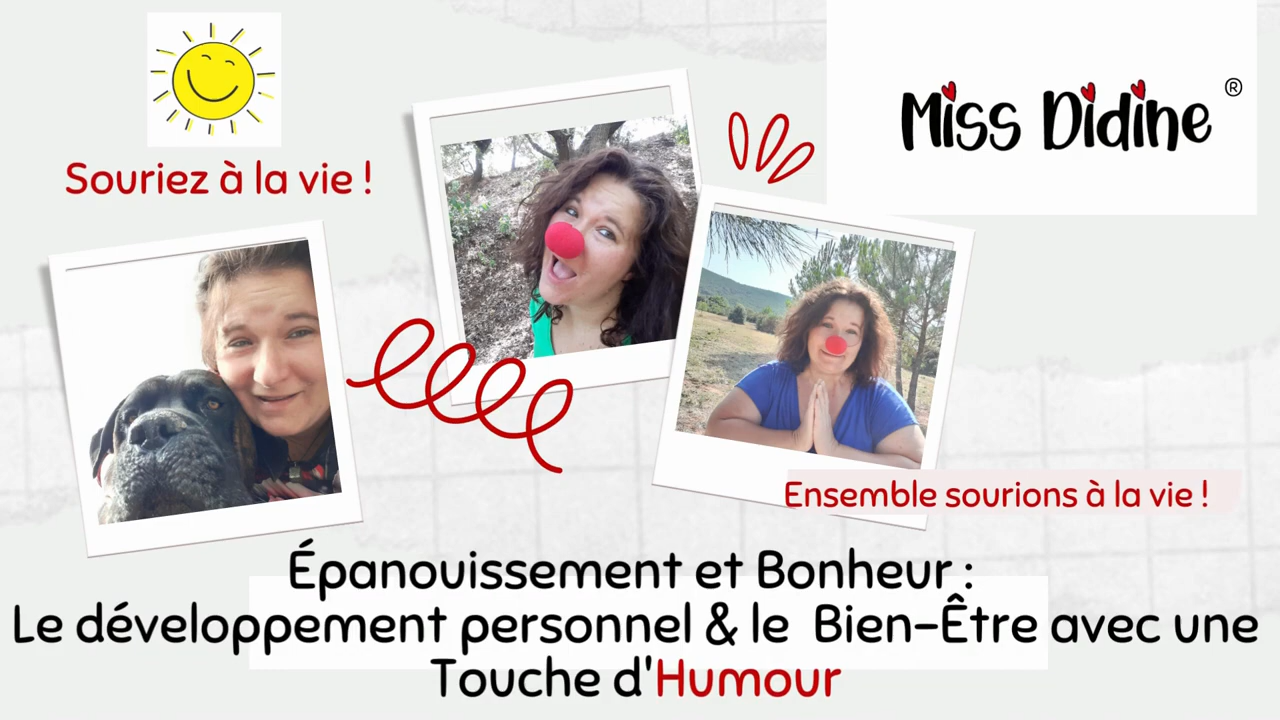 Miss Didine ®
Souriez à la vie !
Ensemble sourions à la vie !
Épanouissement et Bonheur :
Le développement personnel & le Bien-Être avec une
Touche d'Humour